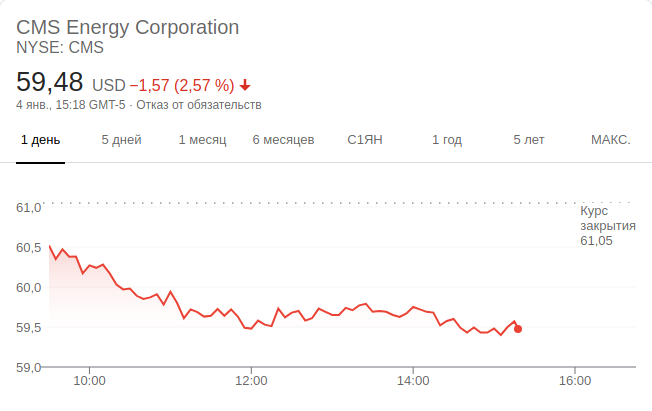 CMS Energy Corporation
NYSE: CMS
59,48 USD −1,57 (2,57 %)
4 янв., 15:18 GMT-5 · Отказ от обязательств
1 день 5 дней 1 месяц 6 месяцев С1ЯН 1 год 5 лет МАКС.
61,0
Курс
закрытия
61,05
60,5
60,0
59,5
59,0
10:00 12:00 14:00 16:00